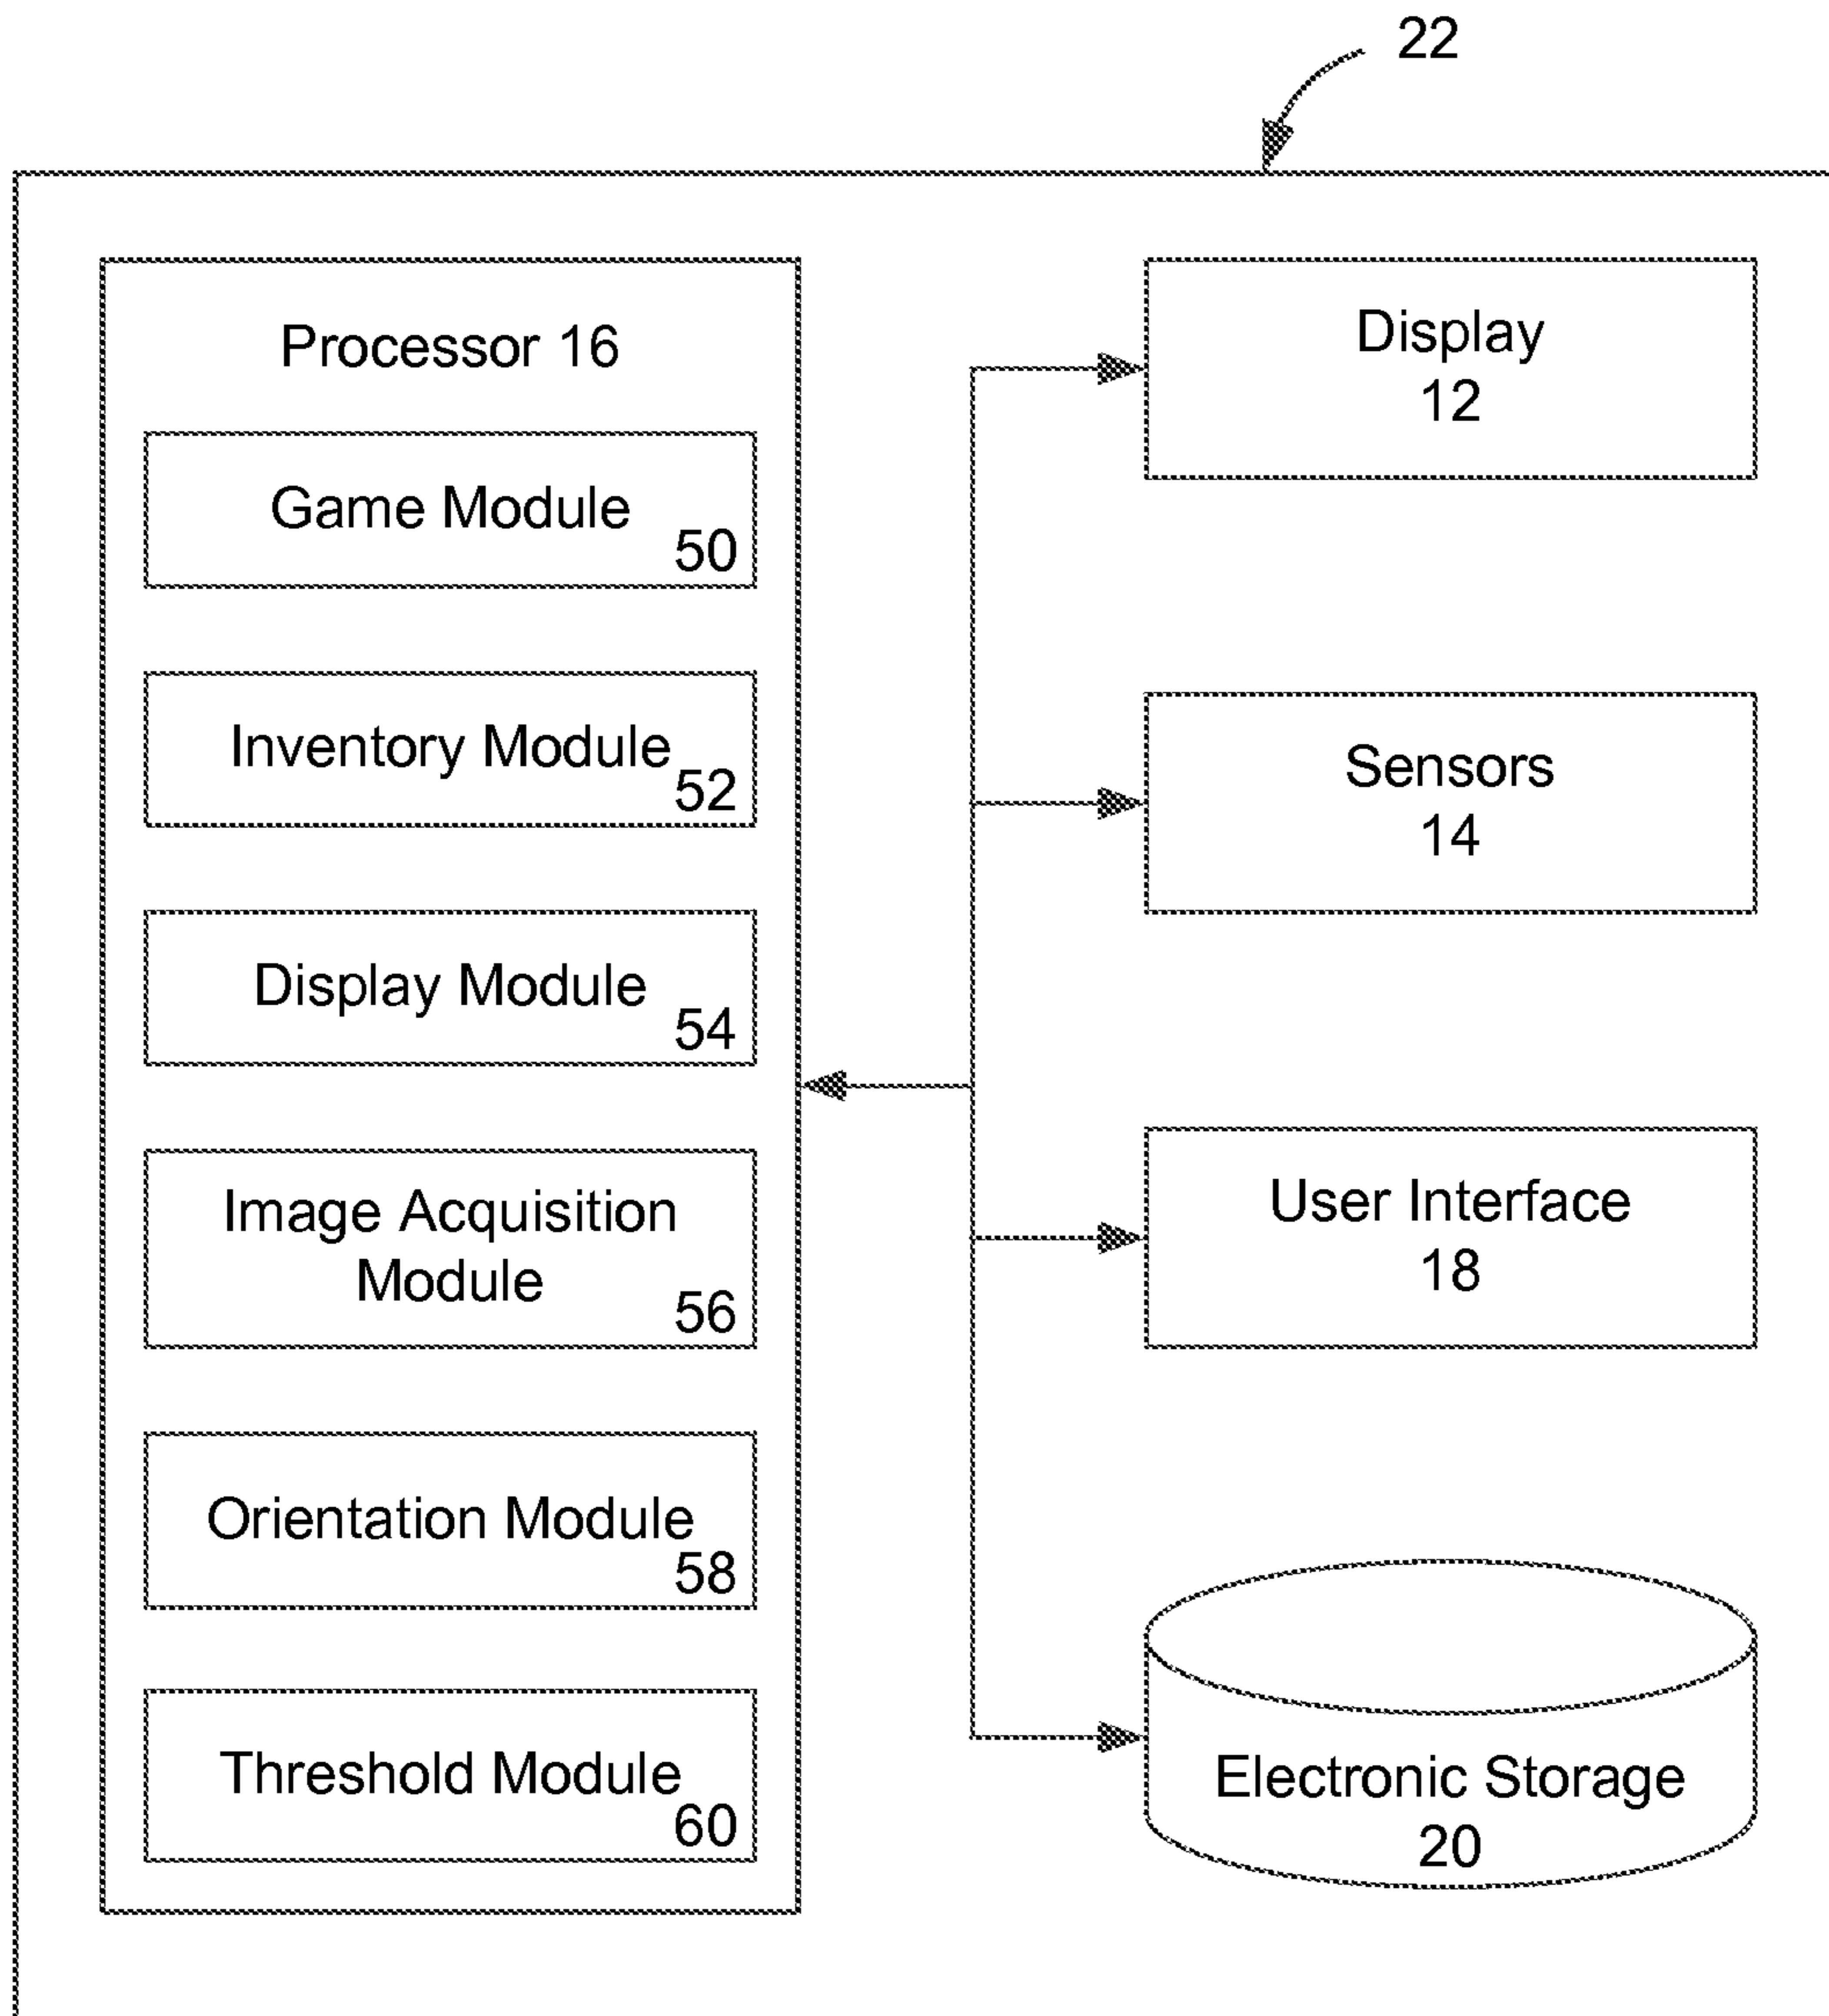 22
Processor 16
Game Module
50
Inventory Module
52
Display Module
54
Image Acquisition
Module
56
Orientation Module
58
Threshold Module
60
Display
12
Sensors
14
User Interface
18
Electronic Storage
20